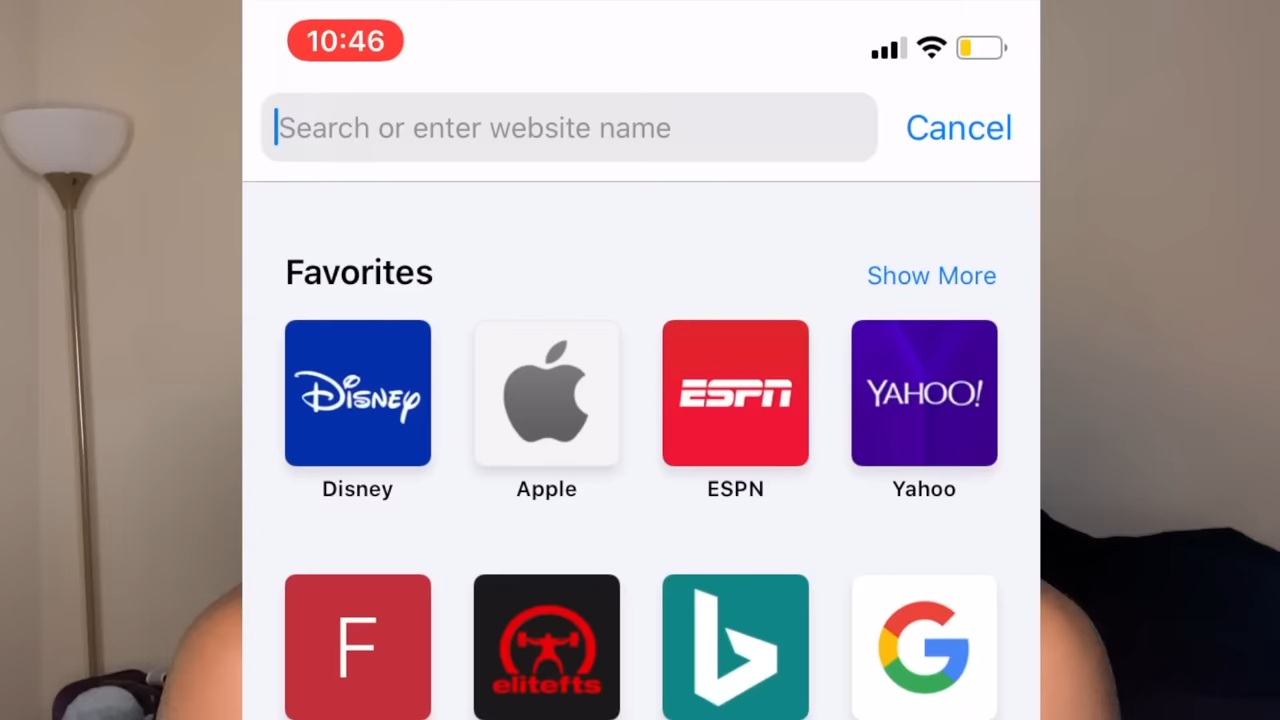 10:46
Search or enter website name
Cancel
Favorites
Show More
Disney
ESPN
YAHOO!
Disney
Apple
ESPN
Yahoo
F
elitefts
b
G